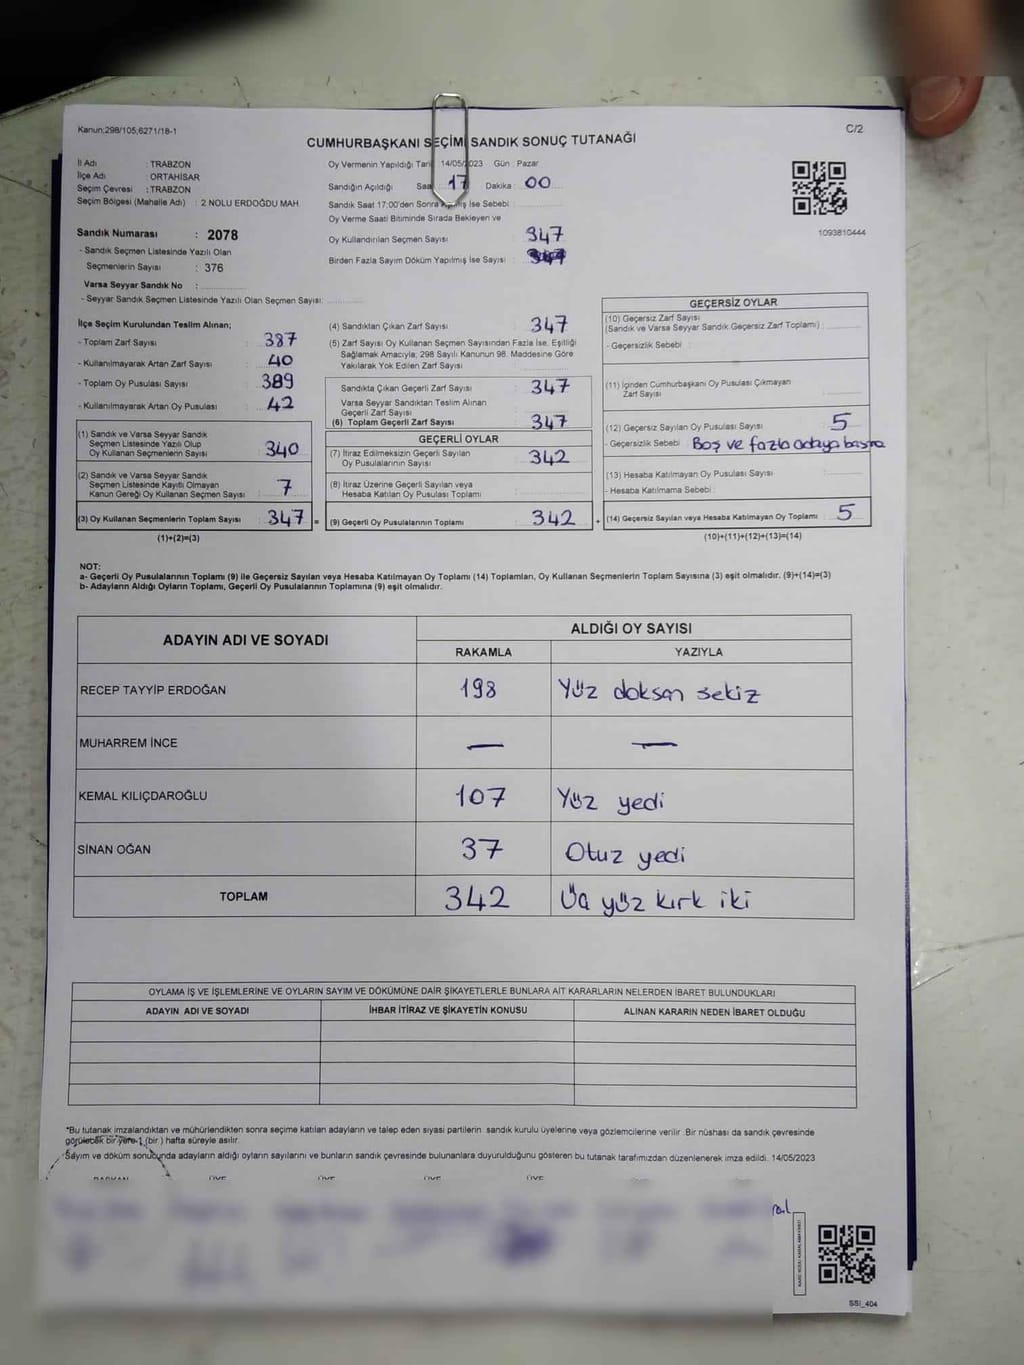 Kanun:298/105;6271/18-1
C/2
CUMHURBAŞKANI SEÇİMİ SANDIK SONUÇ TUTANAĞI
İl Adı : TRABZON
İlçe Adı : ORTAHİSAR
Seçim Çevresi : TRABZON
Seçim Bölgesi (Mahalle Adı) : 2 NOLU ERDOĞDU MAH.
Oy Vermenin Yapıldığı Tari 14/05/2023 Gün : Pazar
Sandığın Açıldığı Saa 17 Dakika : 00
Sandık Saat 17:00'den Sonra Açılmış İse Sebebi :
Oy Verme Saati Bitiminde Sırada Bekleyen ve
Oy Kullandırılan Seçmen Sayısı : 347
Birden Fazla Sayım Döküm Yapılmış İse Sayısı :
1093810444
Sandık Numarası : 2078
- Sandık Seçmen Listesinde Yazılı Olan
Seçmenlerin Sayısı : 376
Varsa Seyyar Sandık No :
- Seyyar Sandık Seçmen Listesinde Yazılı Olan Seçmen Sayısı:
İlçe Seçim Kurulundan Teslim Alınan;
- Toplam Zarf Sayısı : 387
- Kullanılmayarak Artan Zarf Sayısı : 40
- Toplam Oy Pusulası Sayısı : 389
- Kullanılmayarak Artan Oy Pusulası : 42
(1) Sandık ve Varsa Seyyar Sandık
Seçmen Listesinde Yazılı Olup
Oy Kullanan Seçmenlerin Sayısı : 340
(2) Sandık ve Varsa Seyyar Sandık
Seçmen Listesinde Kayıtlı Olmayan
Kanun Gereği Oy Kullanan Seçmen Sayısı : 7
(3) Oy Kullanan Seçmenlerin Toplam Sayısı : 347 =
(1)+(2)=(3)
(4) Sandıktan Çıkan Zarf Sayısı : 347
(5) Zarf Sayısı Oy Kullanan Seçmen Sayısından Fazla İse, Eşitliği
Sağlamak Amacıyla; 298 Sayılı Kanunun 98. Maddesine Göre
Yakılarak Yok Edilen Zarf Sayısı :
Sandıkta Çıkan Geçerli Zarf Sayısı : 347
Varsa Seyyar Sandıktan Teslim Alınan
Geçerli Zarf Sayısı :
(6) Toplam Geçerli Zarf Sayısı : 347
GEÇERLİ OYLAR
(7) İtiraz Edilmeksizin Geçerli Sayılan
Oy Pusulalarının Sayısı : 342
(8) İtiraz Üzerine Geçerli Sayılan veya
Hesaba Katılan Oy Pusulası Toplamı :
(9) Geçerli Oy Pusulalarının Toplamı : 342 +
GEÇERSİZ OYLAR
(10) Geçersiz Zarf Sayısı
(Sandık ve Varsa Seyyar Sandık Geçersiz Zarf Toplamı) :
- Geçersizlik Sebebi :
(11) İçinden Cumhurbaşkanı Oy Pusulası Çıkmayan
Zarf Sayısı :
(12) Geçersiz Sayılan Oy Pusulası Sayısı : 5
- Geçersizlik Sebebi : Boş ve fazla adaya basma
(13) Hesaba Katılmayan Oy Pusulası Sayısı :
- Hesaba Katılmama Sebebi :
(14) Geçersiz Sayılan veya Hesaba Katılmayan Oy Toplamı : 5
(10)+(11)+(12)+(13)=(14)
NOT:
a- Geçerli Oy Pusulalarının Toplamı (9) ile Geçersiz Sayılan veya Hesaba Katılmayan Oy Toplamı (14) Toplamları, Oy Kullanan Seçmenlerin Toplam Sayısına (3) eşit olmalıdır. (9)+(14)=(3)
b- Adayların Aldığı Oyların Toplamı, Geçerli Oy Pusulalarının Toplamına (9) eşit olmalıdır.
ADAYIN ADI VE SOYADI
ALDIĞI OY SAYISI
RAKAMLA YAZIYLA
RECEP TAYYİP ERDOĞAN 198 Yüz doksan sekiz
MUHARREM İNCE — —
KEMAL KILIÇDAROĞLU 107 Yüz yedi
SİNAN OĞAN 37 Otuz yedi
TOPLAM 342 Üç yüz kırk iki
OYLAMA İŞ VE İŞLEMLERİNE VE OYLARIN SAYIM VE DÖKÜMÜNE DAİR ŞİKAYETLERLE BUNLARA AİT KARARLARIN NELERDEN İBARET BULUNDUKLARI
ADAYIN ADI VE SOYADI İHBAR İTİRAZ VE ŞİKAYETİN KONUSU ALINAN KARARIN NEDEN İBARET OLDUĞU
*Bu tutanak imzalandıktan ve mühürlendikten sonra seçime katılan adayların ve talep eden siyasi partilerin sandık kurulu üyelerine veya gözlemcilerine verilir. Bir nüshası da sandık çevresinde
görülecek bir yere 1 (bir ) hafta süreyle asılır.
*Sayım ve döküm sonucunda adayların aldığı oyların sayılarını ve bunların sandık çevresinde bulunanlara duyurulduğunu gösteren bu tutanak tarafımızdan düzenlenerek imza edildi. 14/05/2023
BAŞKAN ÜYE ÜYE ÜYE ÜYE
SSI_404